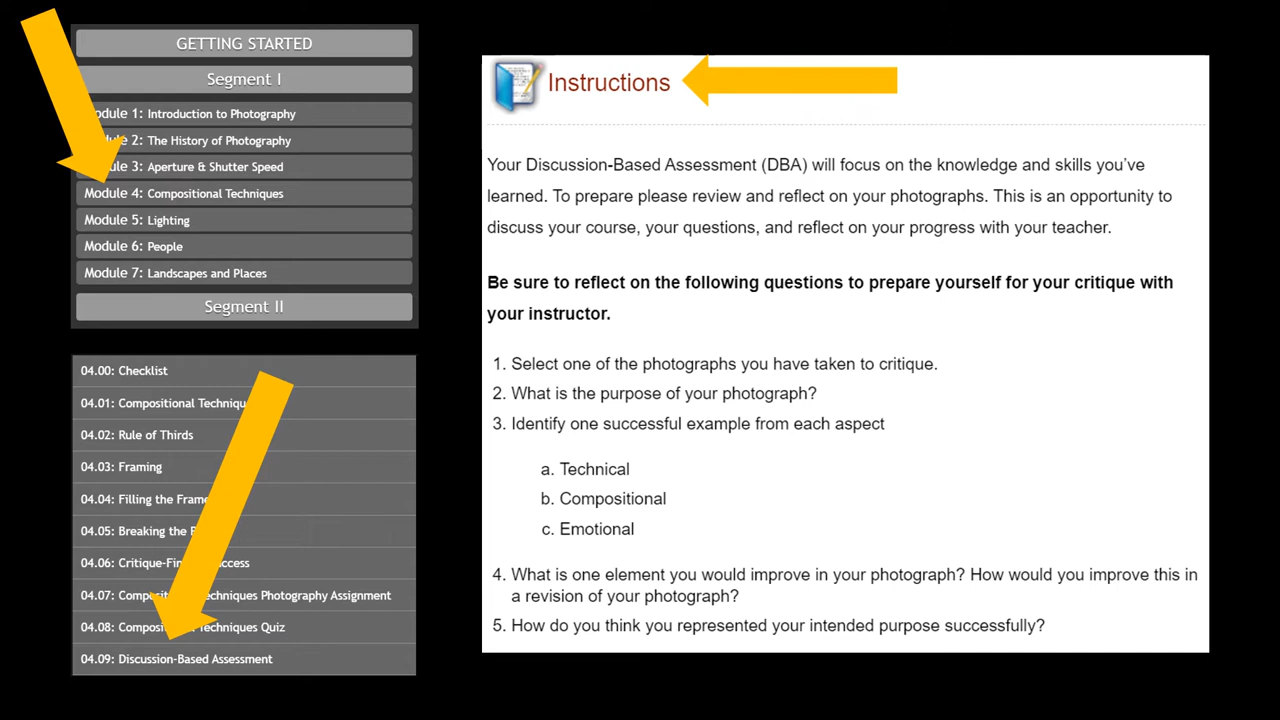 GETTING STARTED
Segment I
Module 1: Introduction to Photography
2: The History of Photography
3: Aperture & Shutter Speed
Module 4: Compositional Techniques
Module 5: Lighting
Module 6: People
Module 7: Landscapes and Places
Segment II
04.00: Checklist
04.01: Compositional
04.02: Rule of Thirds
04.03: Framing
04.04: Filling the Frame
04.05: Breaking the
04.06:
04.07: Techniques Photography Assignment
04.08: Techniques Quiz
04.09: Discussion-Based Assessment
Instructions
Your Discussion-Based Assessment (DBA) will focus on the knowledge and skills you’ve
learned. To prepare please review and reflect on your photographs. This is an opportunity to
discuss your course, your questions, and reflect on your progress with your teacher.
Be sure to reflect on the following questions to prepare yourself for your critique with
your instructor.
1. Select one of the photographs you have taken to critique.
2. What is the purpose of your photograph?
3. Identify one successful example from each aspect
a. Technical
b. Compositional
c. Emotional
4. What is one element you would improve in your photograph? How would you improve this in
a revision of your photograph?
5. How do you think you represented your intended purpose successfully?